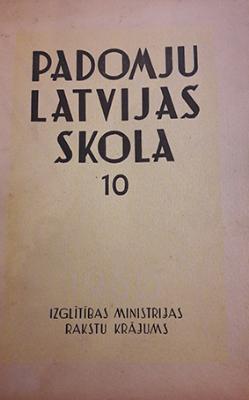 PADOMJU
LATVIJAS
SKOLA
10
IZGLĪTĪBAS MINISTRIJAS
RAKSTU KRĀJUMS